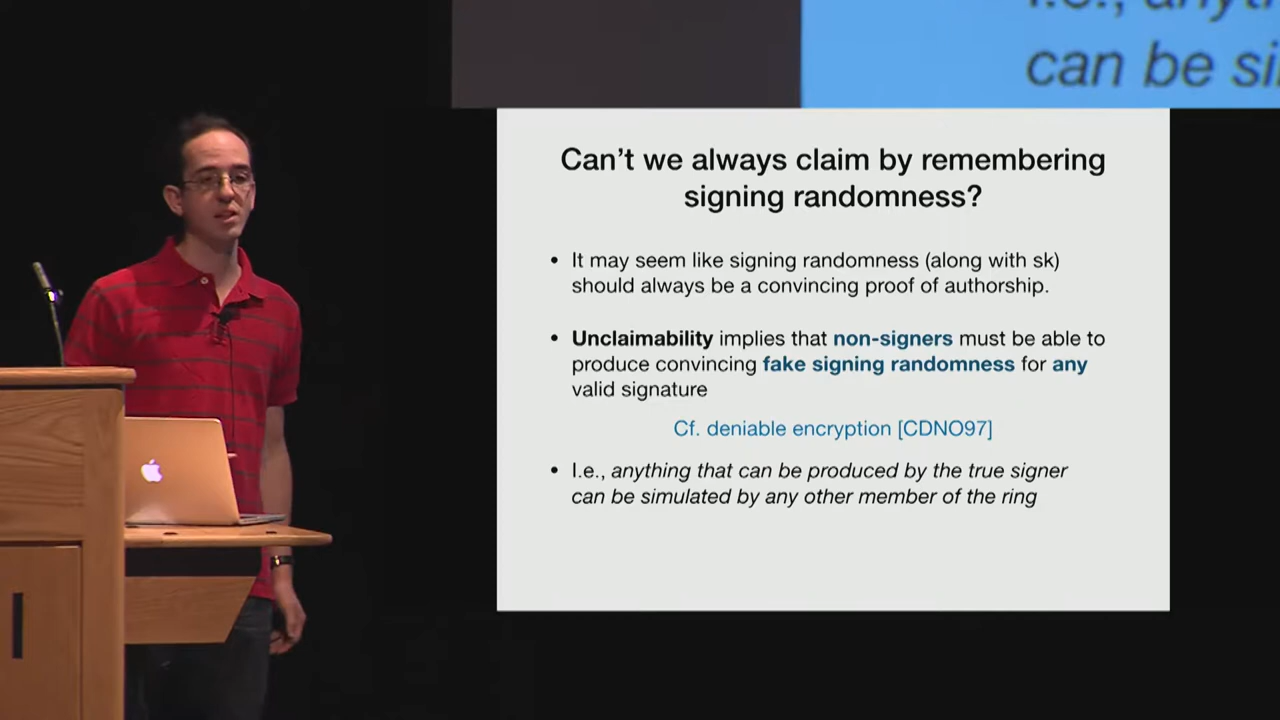 I.e., anyt
can be si
Can't we always claim by remembering
signing randomness?
• It may seem like signing randomness (along with sk)
should always be a convincing proof of authorship.
• Unclaimability implies that non-signers must be able to
produce convincing fake signing randomness for any
valid signature
Cf. deniable encryption [CDNO97]
• I.e., anything that can be produced by the true signer
can be simulated by any other member of the ring